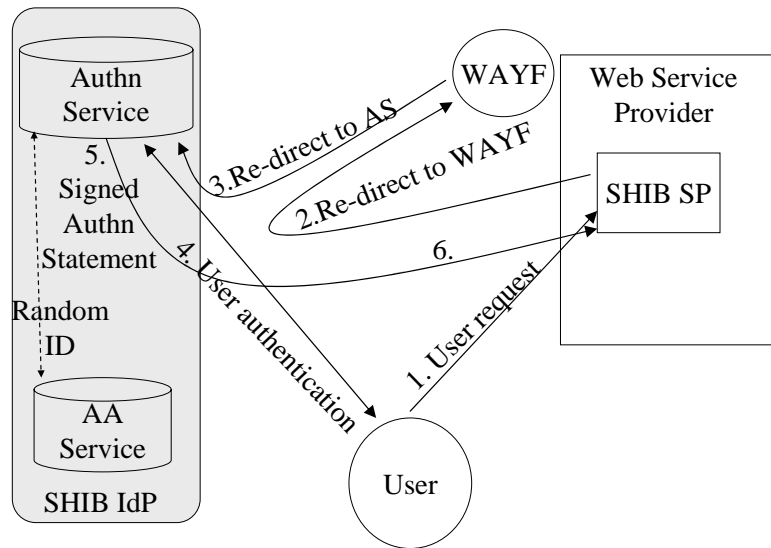 Authn
Service
WAYF
Web Service
Provider
3.Re-direct to AS
2.Re-direct to WAYF
SHIB SP
5.
Signed
Authn
Statement
4. User authentication
6.
1. User request
Random
ID
AA
Service
SHIB IdP
User